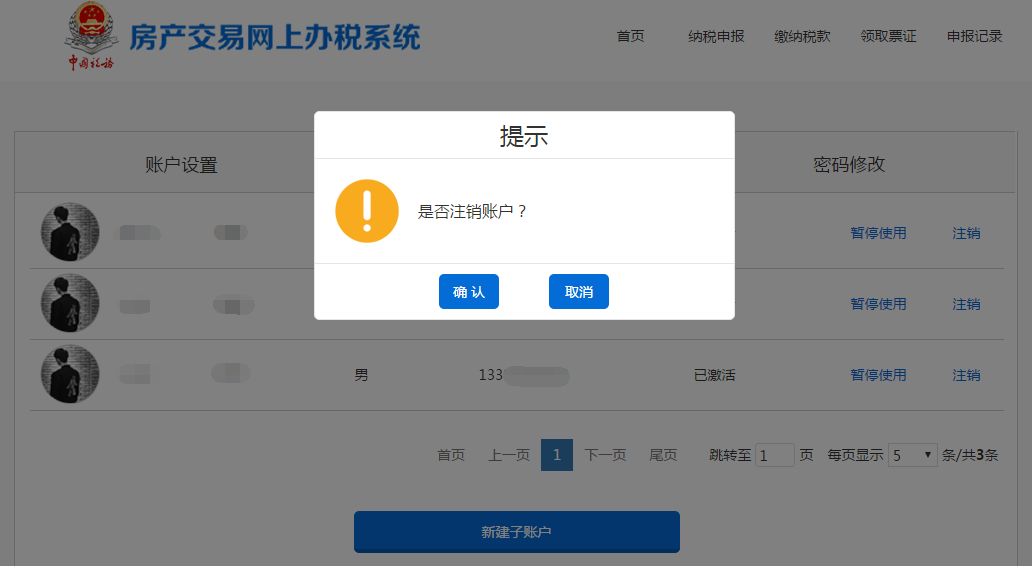 房产交易网上办税系统
中国税务
首页 纳税申报 缴纳税款 领取票证 申报记录
提示
账户设置 密码修改
是否注销账户？
暂停使用 注销
确认 取消
暂停使用 注销
男 133 已激活 暂停使用 注销
首页 上一页 1 下一页 尾页 跳转至 1 页 每页显示 5 条/共3条
新建子账户